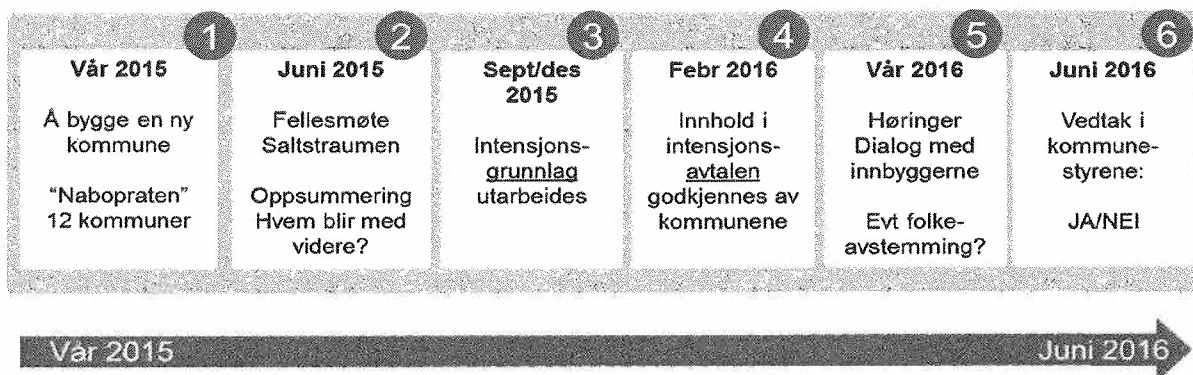 1
Vår 2015
Å bygge en ny
kommune
“Nabopraten”
12 kommuner
2
Juni 2015
Fellesmøte
Saltstraumen
Oppsummering
Hvem blir med
videre?
3
Sept/des
2015
Intensjons-
grunnlag
utarbeides
4
Febr 2016
Innhold i
intensjons-
avtalen
godkjennes av
kommunene
5
Vår 2016
Høringer
Dialog med
innbyggerne
Evt folke-
avstemming?
6
Juni 2016
Vedtak i
kommune-
styrene:
JA/NEI
Vår 2015
Juni 2016